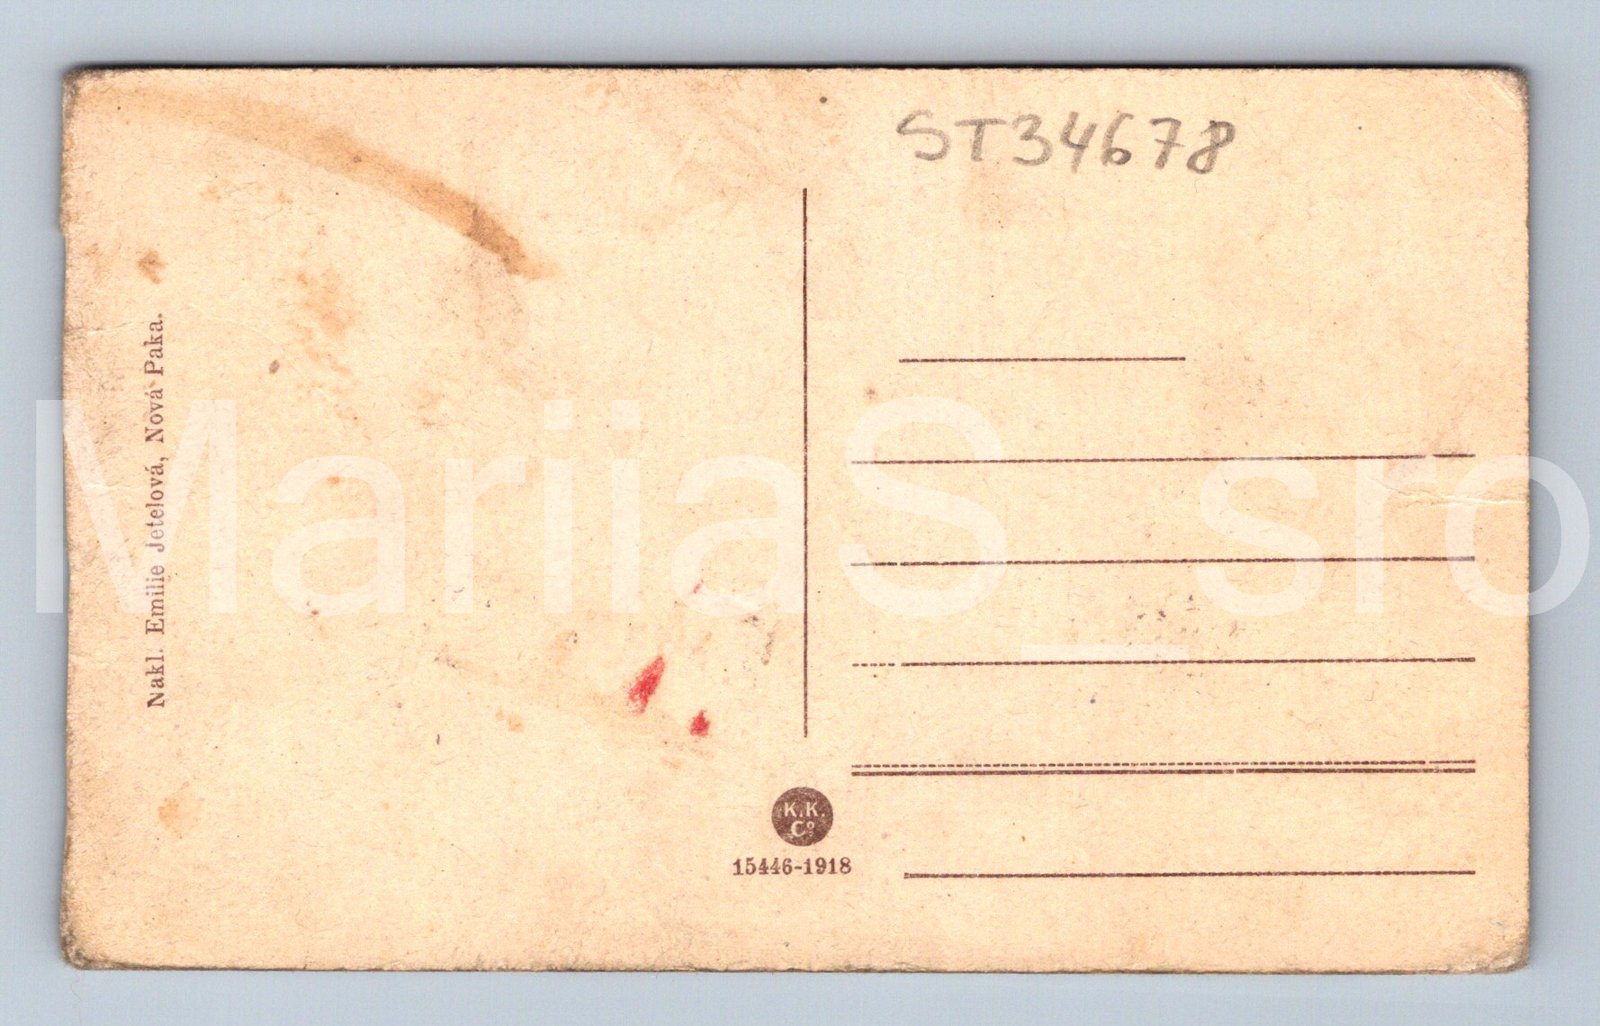 ST34678
Nakl. Emilie Jetelová, Nová Paka.
MariiaS_sro
K.K.
Cº
15446-1918